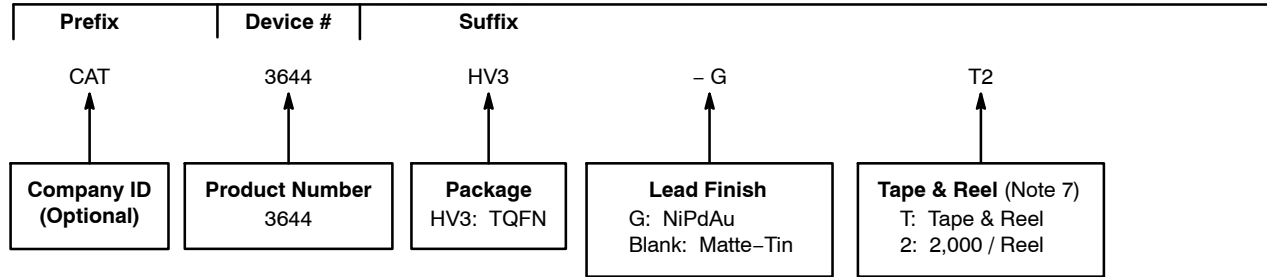 Prefix Device # Suffix
CAT 3644 HV3 – G T2
Company ID
(Optional)
Product Number
3644
Package
HV3: TQFN
Lead Finish
G: NiPdAu
Blank: Matte−Tin
Tape & Reel (Note 7)
T: Tape & Reel
2: 2,000 / Reel